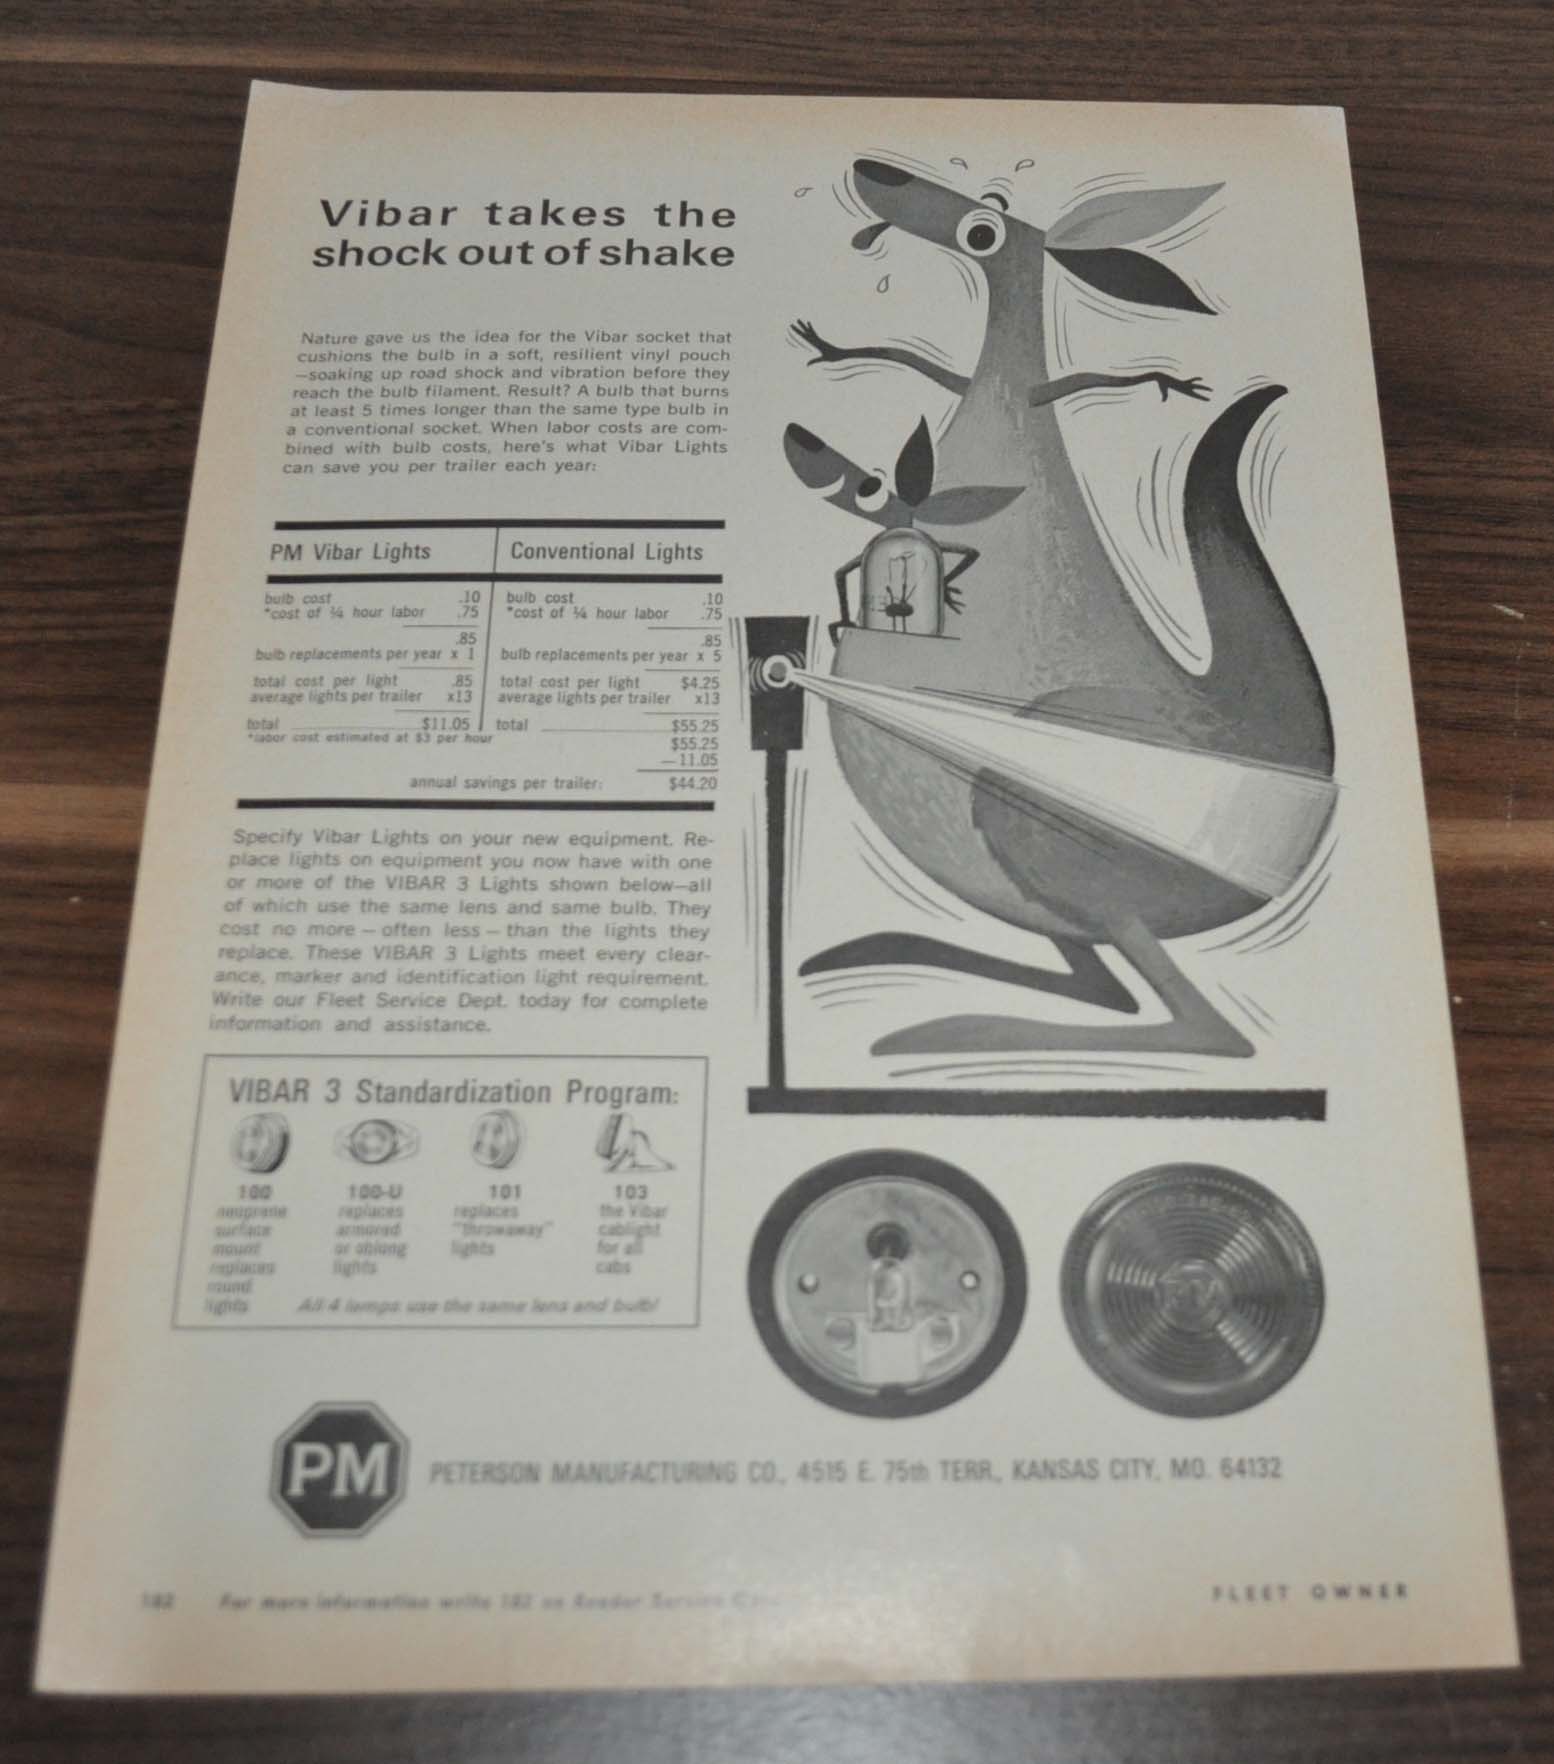 Vibar takes the
shock out of shake
Nature gave us the idea for the Vibar socket that
cushions the bulb in a soft, resilient vinyl pouch
—soaking up road shock and vibration before they
reach the bulb filament. Result? A bulb that burns
at least 5 times longer than the same type bulb in
a conventional socket. When labor costs are com-
bined with bulb costs, here's what Vibar Lights
can save you per trailer each year:
PM Vibar Lights Conventional Lights
bulb cost .10 bulb cost .10
*cost of ¼ hour labor .75 *cost of ¼ hour labor .75
.85 .85
bulb replacements per year x 1 bulb replacements per year x 5
total cost per light .85 total cost per light $4.25
average lights per trailer x13 average lights per trailer x13
total $11.05 total $55.25
*labor cost estimated at $3 per hour $55.25
—11.05
annual savings per trailer: $44.20
Specify Vibar Lights on your new equipment. Re-
place lights on equipment you now have with one
or more of the VIBAR 3 Lights shown below—all
of which use the same lens and same bulb. They
cost no more – often less – than the lights they
replace. These VIBAR 3 Lights meet every clear-
ance, marker and identification light requirement.
Write our Fleet Service Dept. today for complete
information and assistance.
VIBAR 3 Standardization Program:
100
neoprene
surface
mount
replaces
round
lights
100-U
replaces
armored
or oblong
lights
101
replaces
"throwaway"
lights
103
the Vibar
cablight
for all
cabs
All 4 lamps use the same lens and bulb!
PM PETERSON MANUFACTURING CO., 4515 E. 75th TERR., KANSAS CITY, MO. 64132
182 For more information write 182 on Reader Service
FLEET OWNER